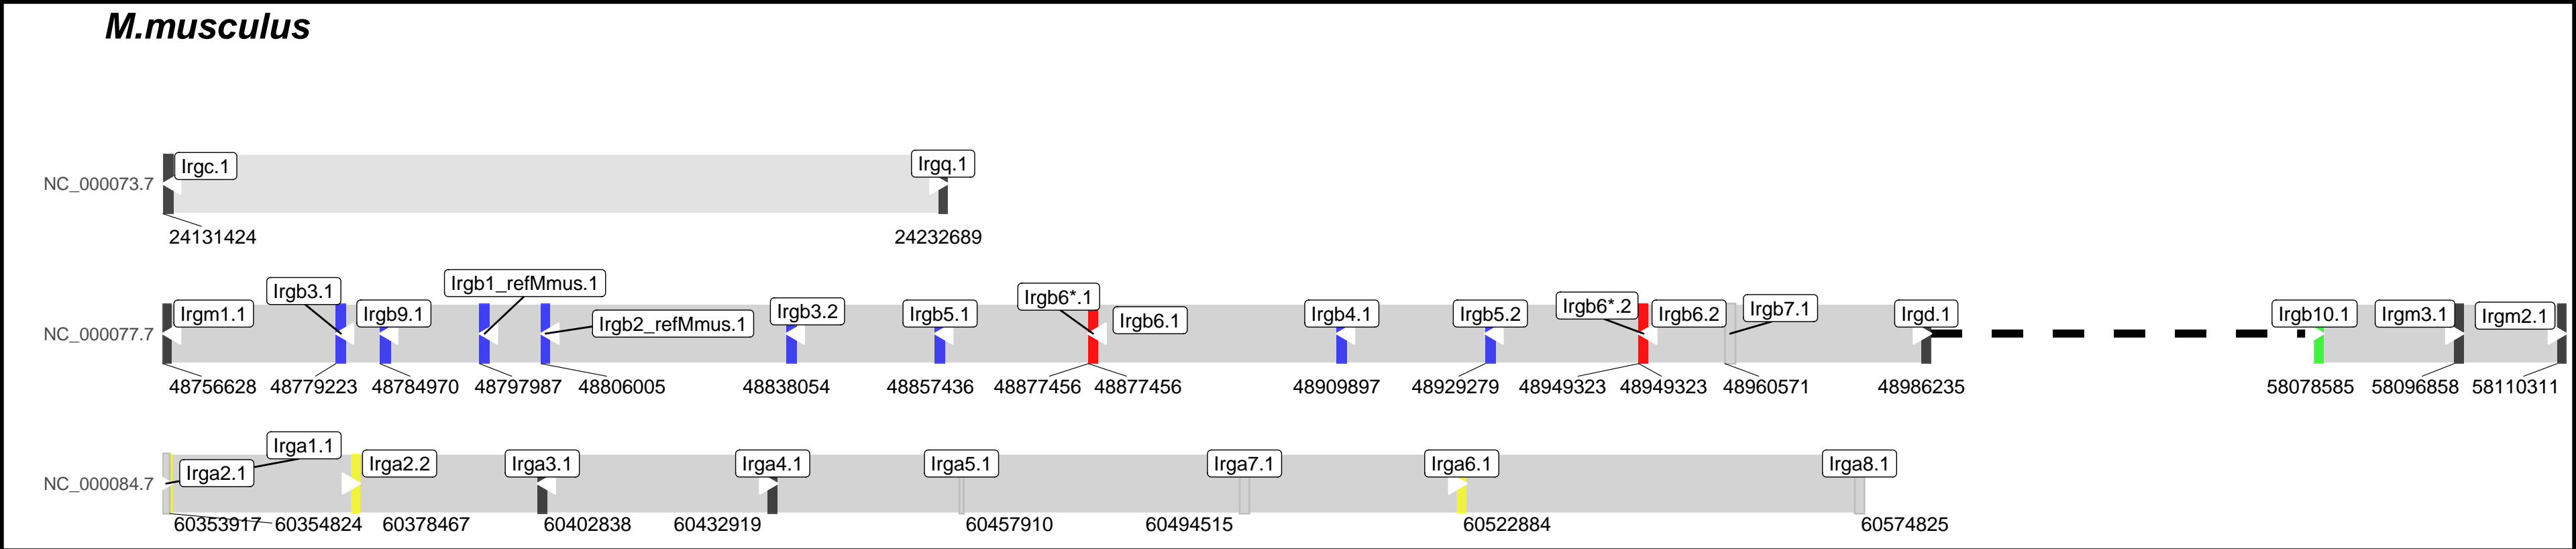 M.musculus
Irgc.1 Irgq.1
NC_000073.7
24131424 24232689
Irgb3.1 Irgb1_refMmus.1 Irgb6*.1 Irgb6*.2 Irgb7.1
Irgm1.1 Irgb9.1 Irgb2_refMmus.1 Irgb3.2 Irgb5.1 Irgb6.1 Irgb4.1 Irgb5.2 Irgb6.2 Irgd.1 Irgb10.1 Irgm3.1 Irgm2.1
NC_000077.7
48756628 48779223 48784970 48797987 48806005 48838054 48857436 48877456 48877456 48909897 48929279 48949323 48949323 48960571 48986235 58078585 58096858 58110311
Irga1.1
Irga2.1 Irga2.2 Irga3.1 Irga4.1 Irga5.1 Irga7.1 Irga6.1 Irga8.1
NC_000084.7
60353917 60354824 60378467 60402838 60432919 60457910 60494515 60522884 60574825